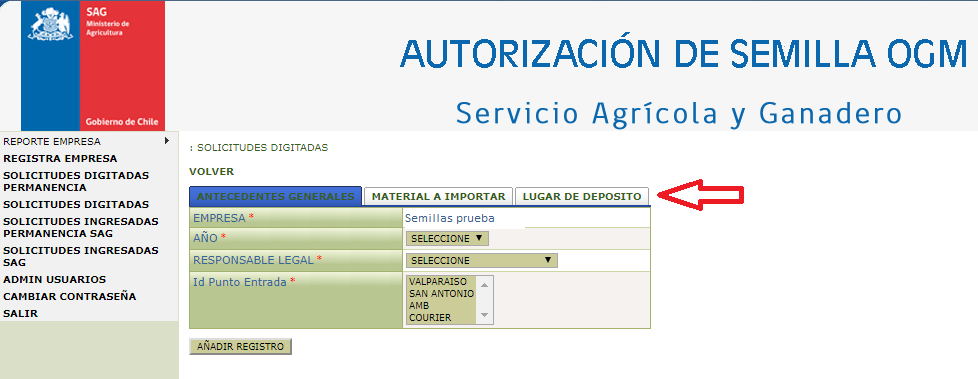 SAG
Ministerio de
Agricultura
Gobierno de Chile
AUTORIZACIÓN DE SEMILLA OGM
Servicio Agrícola y Ganadero
REPORTE EMPRESA
REGISTRA EMPRESA
SOLICITUDES DIGITADAS
PERMANENCIA
SOLICITUDES DIGITADAS
SOLICITUDES INGRESADAS
PERMANENCIA SAG
SOLICITUDES INGRESADAS
SAG
ADMIN USUARIOS
CAMBIAR CONTRASEÑA
SALIR
: SOLICITUDES DIGITADAS
VOLVER
ANTECEDENTES GENERALES MATERIAL A IMPORTAR LUGAR DE DEPOSITO
EMPRESA * Semillas prueba
AÑO * SELECCIONE
RESPONSABLE LEGAL * SELECCIONE
Id Punto Entrada * VALPARAISO
SAN ANTONIO
AMB
COURIER
AÑADIR REGISTRO